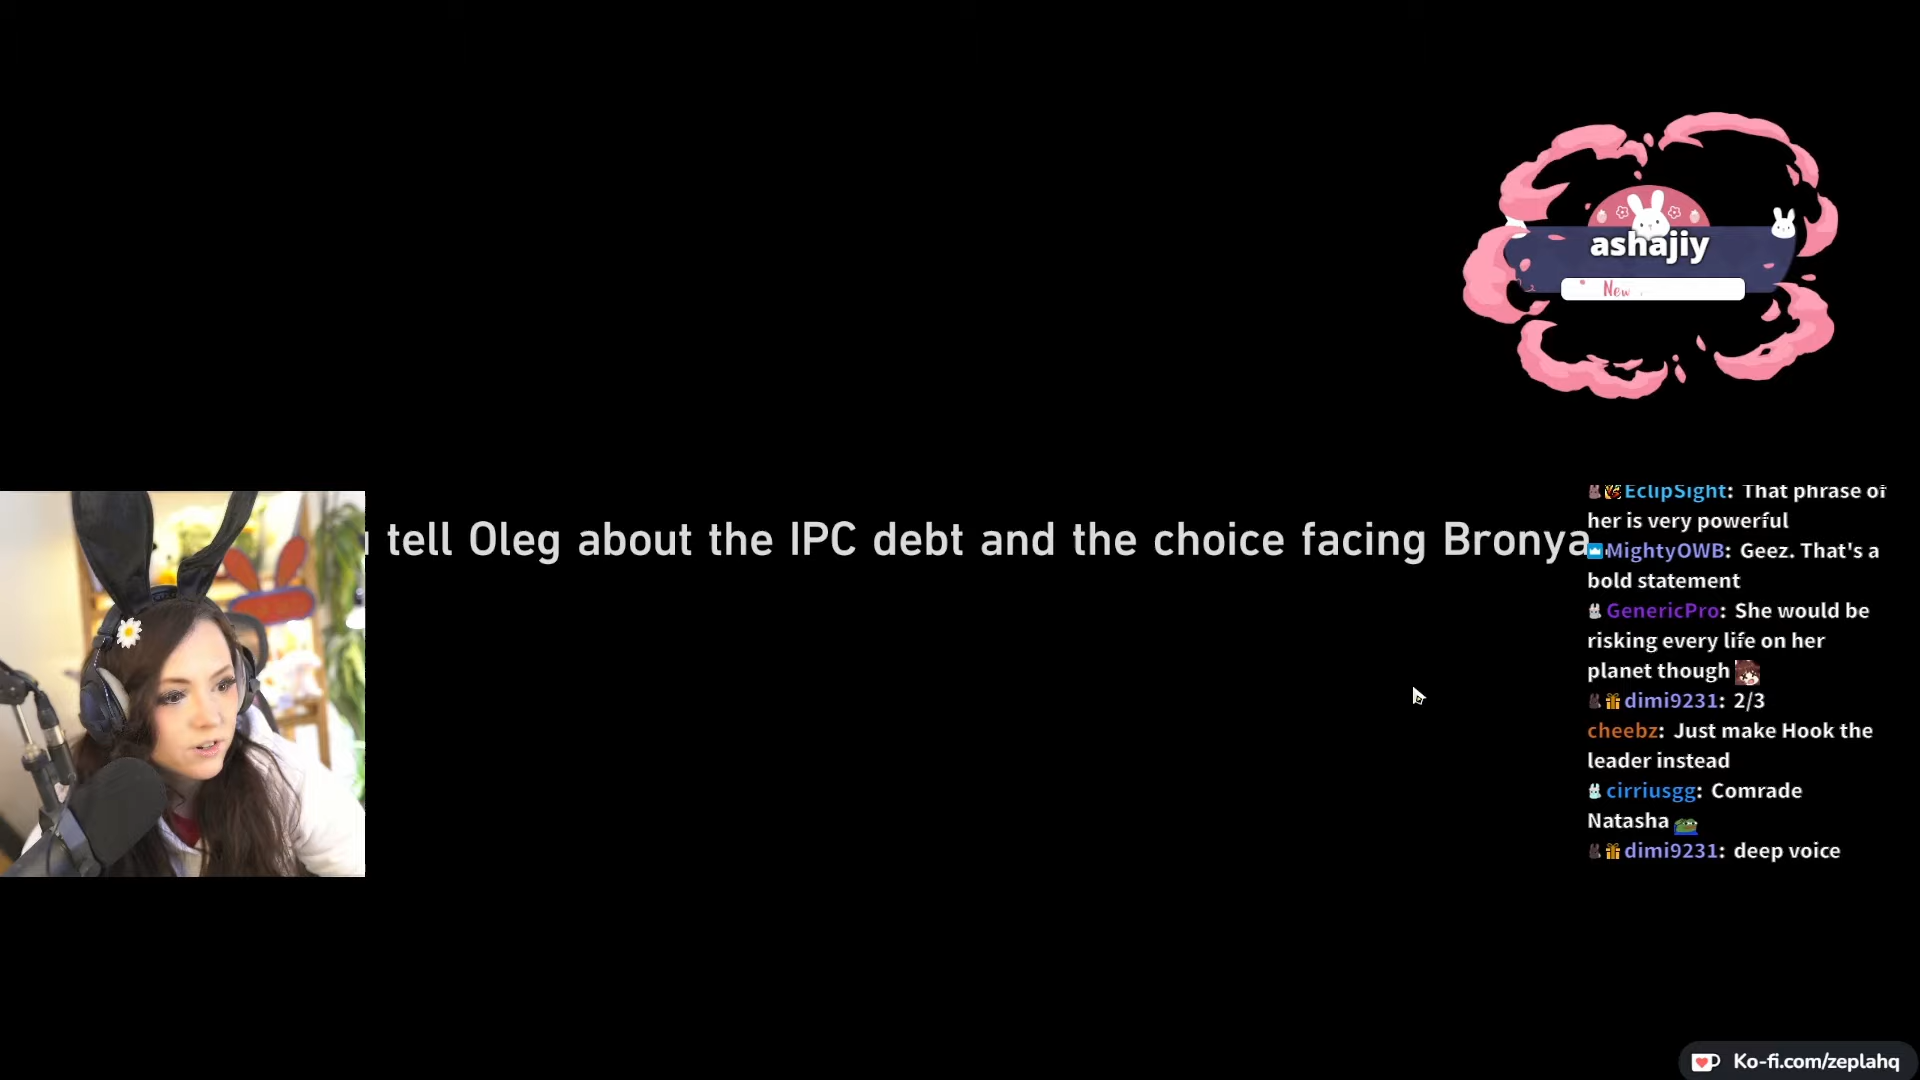 ashajiy
New
tell Oleg about the IPC debt and the choice facing Bronya
EclipSight: That phrase of
her is very powerful
MightyOWB: Geez. That's a
bold statement
GenericPro: She would be
risking every life on her
planet though
dimi9231: 2/3
cheebz: Just make Hook the
leader instead
cirriusgg: Comrade
Natasha
dimi9231: deep voice
Ko-fi.com/zeplahq